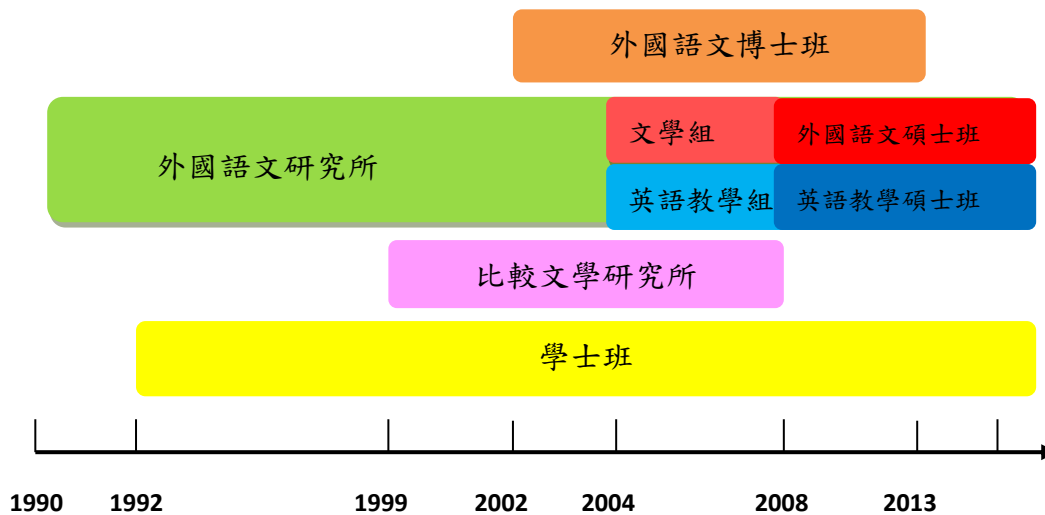 外國語文博士班
外國語文研究所
文學組
外國語文碩士班
英語教學組
英語教學碩士班
比較文學研究所
學士班
1990 1992 1999 2002 2004 2008 2013